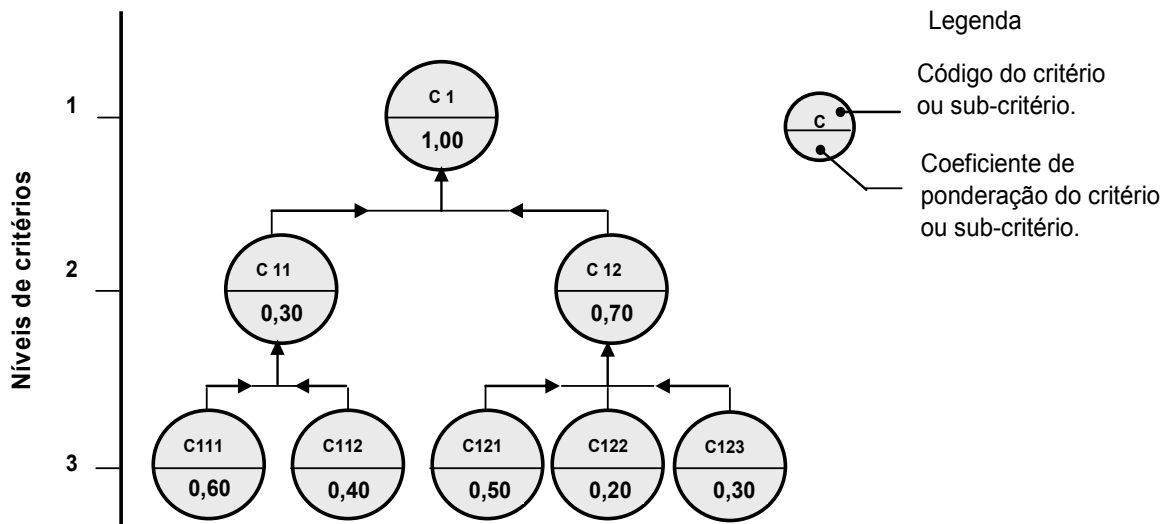 Legenda
Código do critério
ou sub-critério.
C
Coeficiente de
ponderação do critério
ou sub-critério.
Níveis de critérios
1
C 1
1,00
2
C 11
0,30
C 12
0,70
3
C111
0,60
C112
0,40
C121
0,50
C122
0,20
C123
0,30